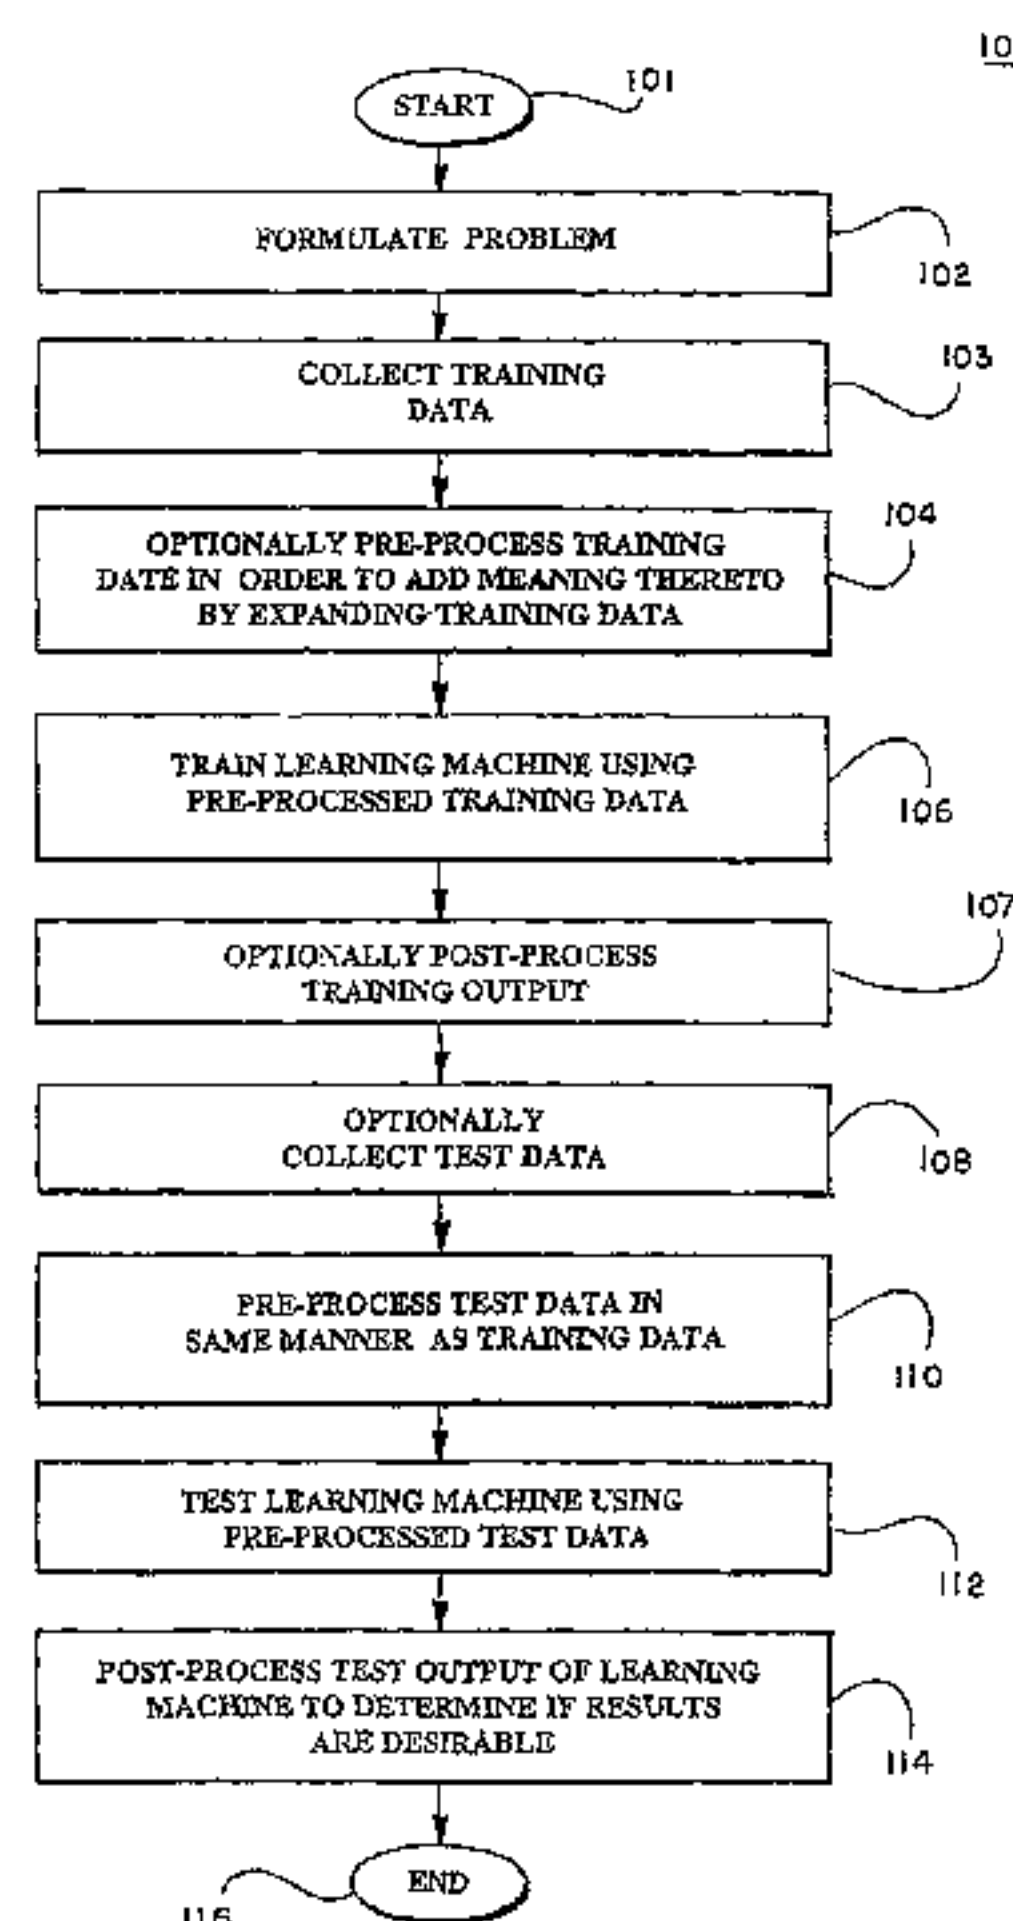 10
START
101
FORMULATE PROBLEM
102
COLLECT TRAINING
DATA
103
OPTIONALLY PRE-PROCESS TRAINING
DATE IN ORDER TO ADD MEANING THERETO
BY EXPANDING TRAINING DATA
104
TRAIN LEARNING MACHINE USING
PRE-PROCESSED TRAINING DATA
106
OPTIONALLY POST-PROCESS
TRAINING OUTPUT
107
OPTIONALLY
COLLECT TEST DATA
108
PRE-PROCESS TEST DATA IN
SAME MANNER AS TRAINING DATA
110
TEST LEARNING MACHINE USING
PRE-PROCESSED TEST DATA
112
POST-PROCESS TEST OUTPUT OF LEARNING
MACHINE TO DETERMINE IF RESULTS
ARE DESIRABLE
114
END